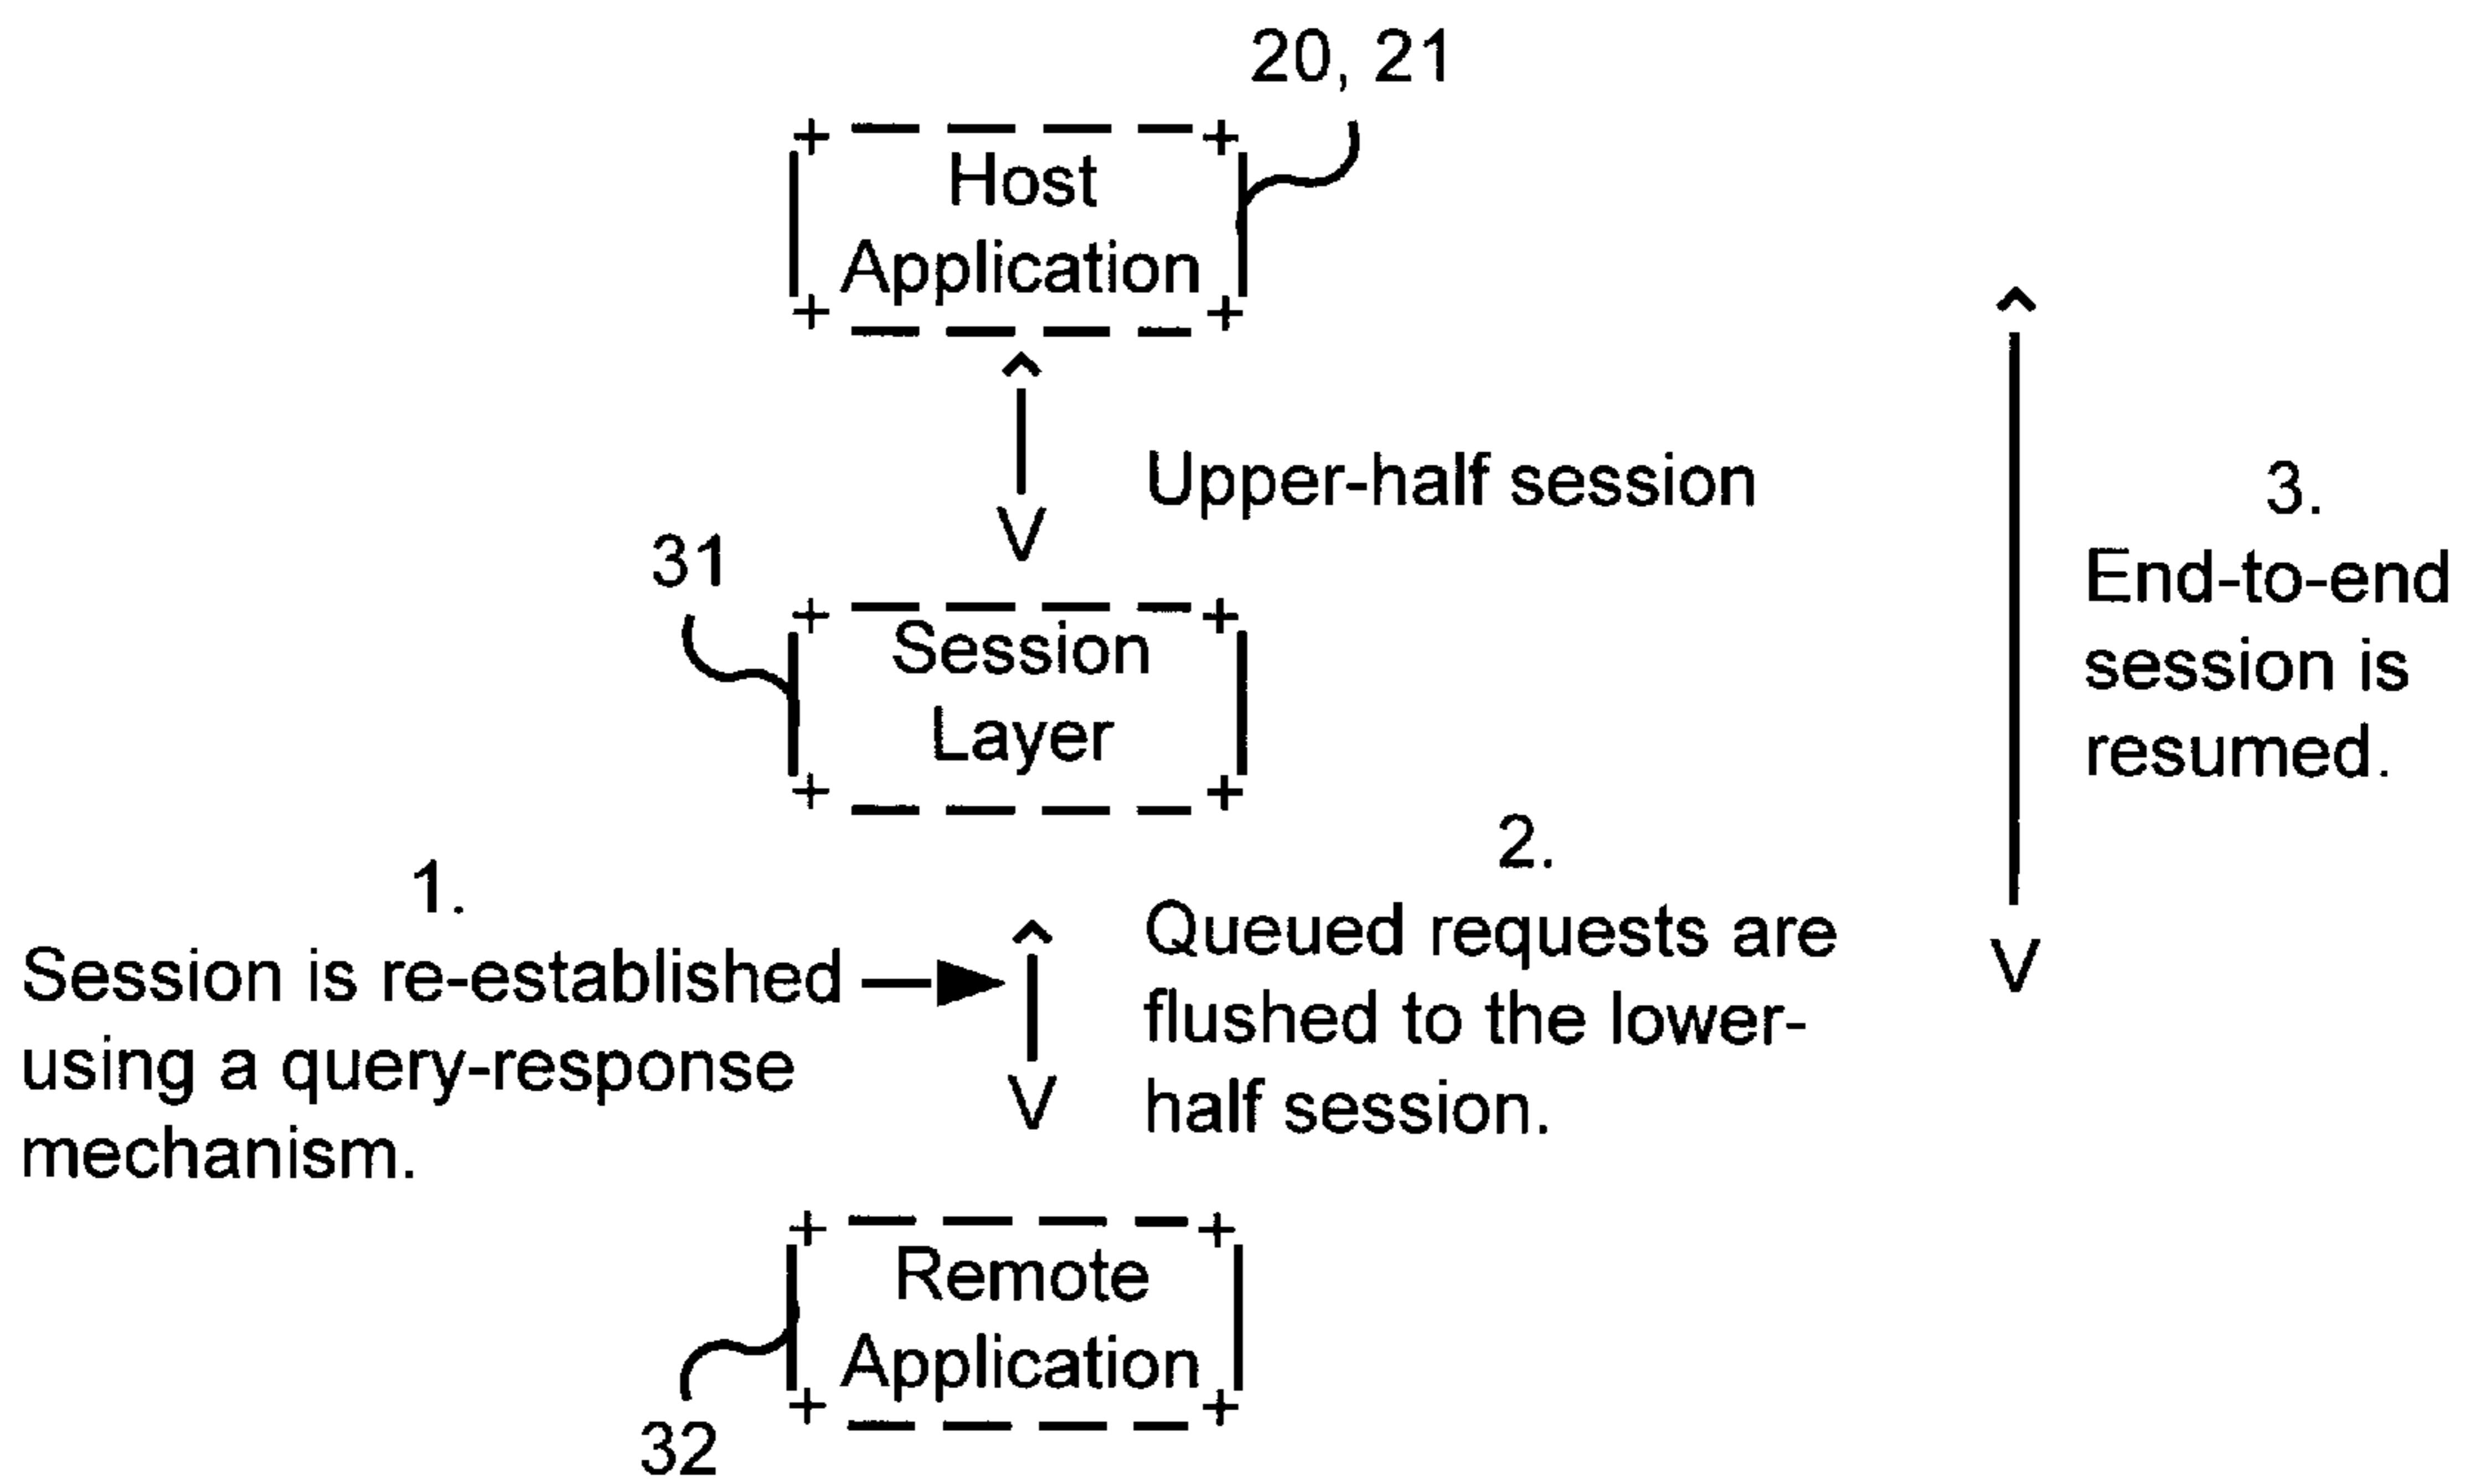 20, 21
Host
Application
Upper-half session
31
Session
Layer
1.
Session is re-established
using a query-response
mechanism.
2.
Queued requests are
flushed to the lower-
half session.
3.
End-to-end
session is
resumed.
Remote
Application
32